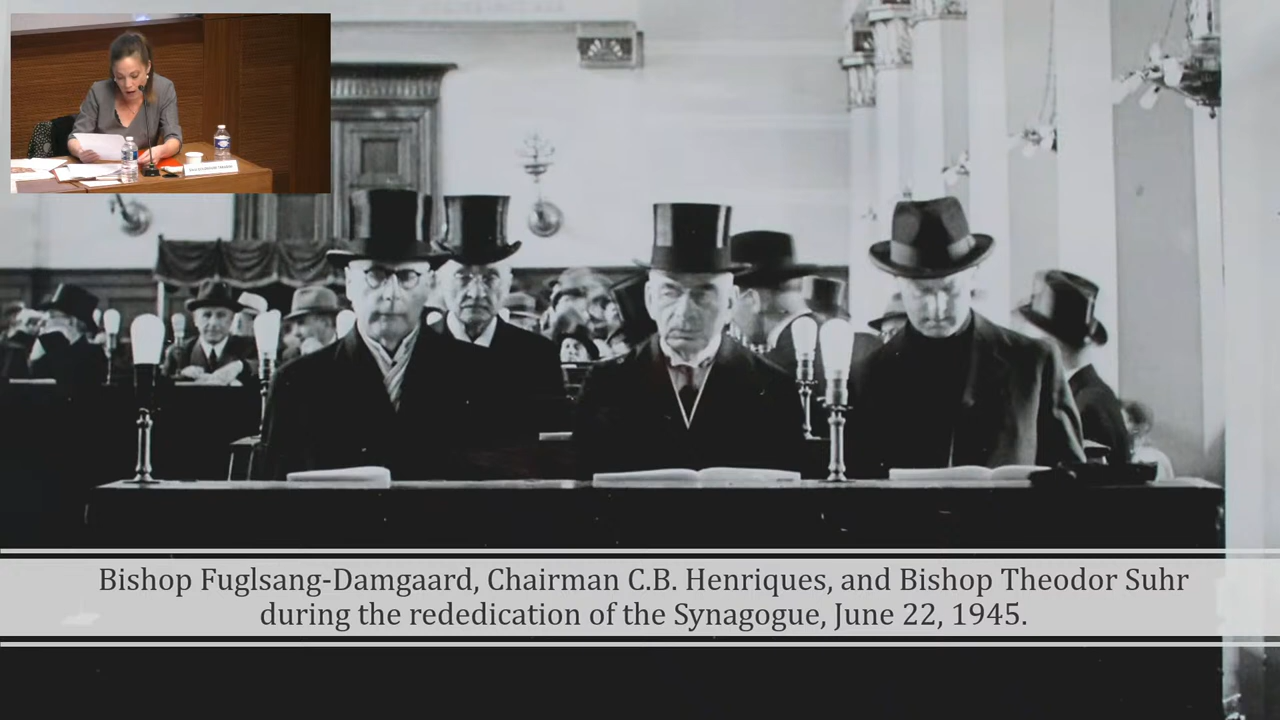 Bishop Fuglsang-Damgaard, Chairman C.B. Henriques, and Bishop Theodor Suhr
during the rededication of the Synagogue, June 22, 1945.